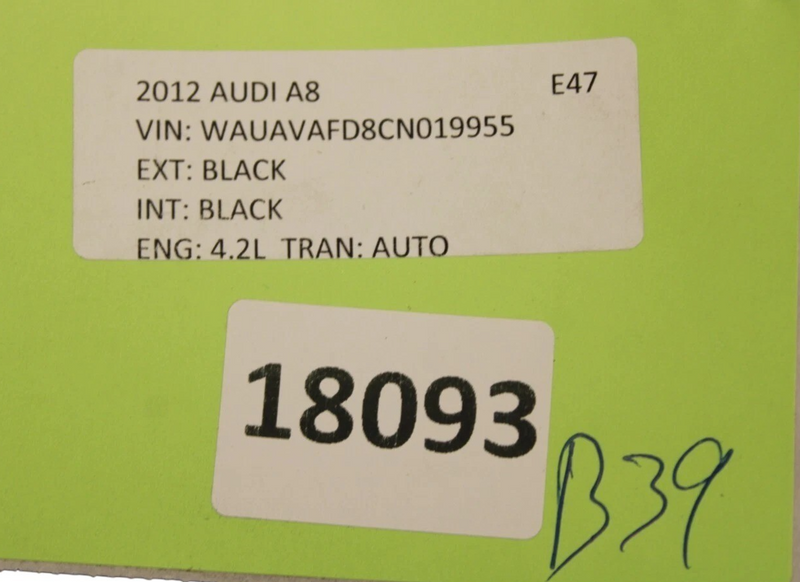 2012 AUDI A8 E47
VIN: WAUAVAFD8CN019955
EXT: BLACK
INT: BLACK
ENG: 4.2L TRAN: AUTO
18093
B39